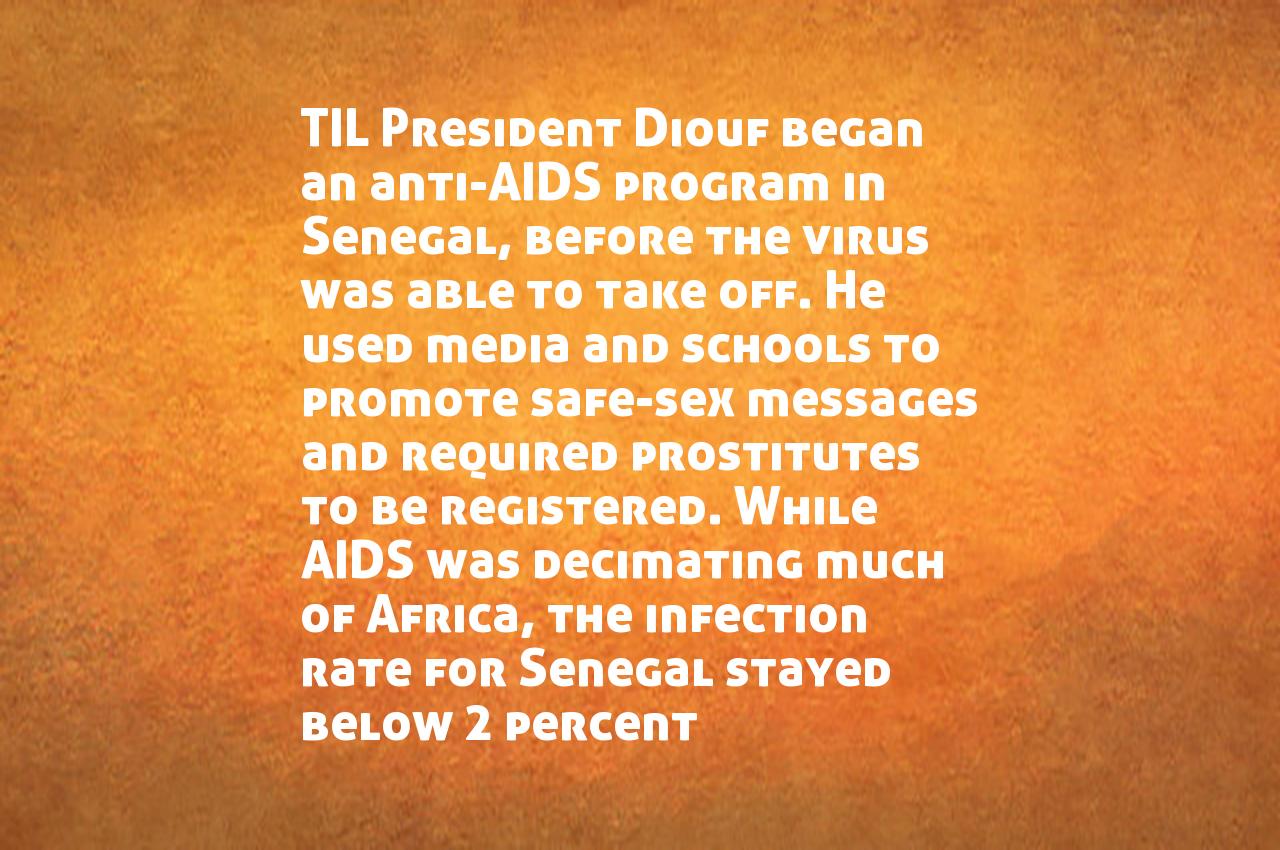 TIL President Diouf began
an anti-AIDS program in
Senegal, before the virus
was able to take off. He
used media and schools to
promote safe-sex messages
and required prostitutes
to be registered. While
AIDS was decimating much
of Africa, the infection
rate for Senegal stayed
below 2 percent